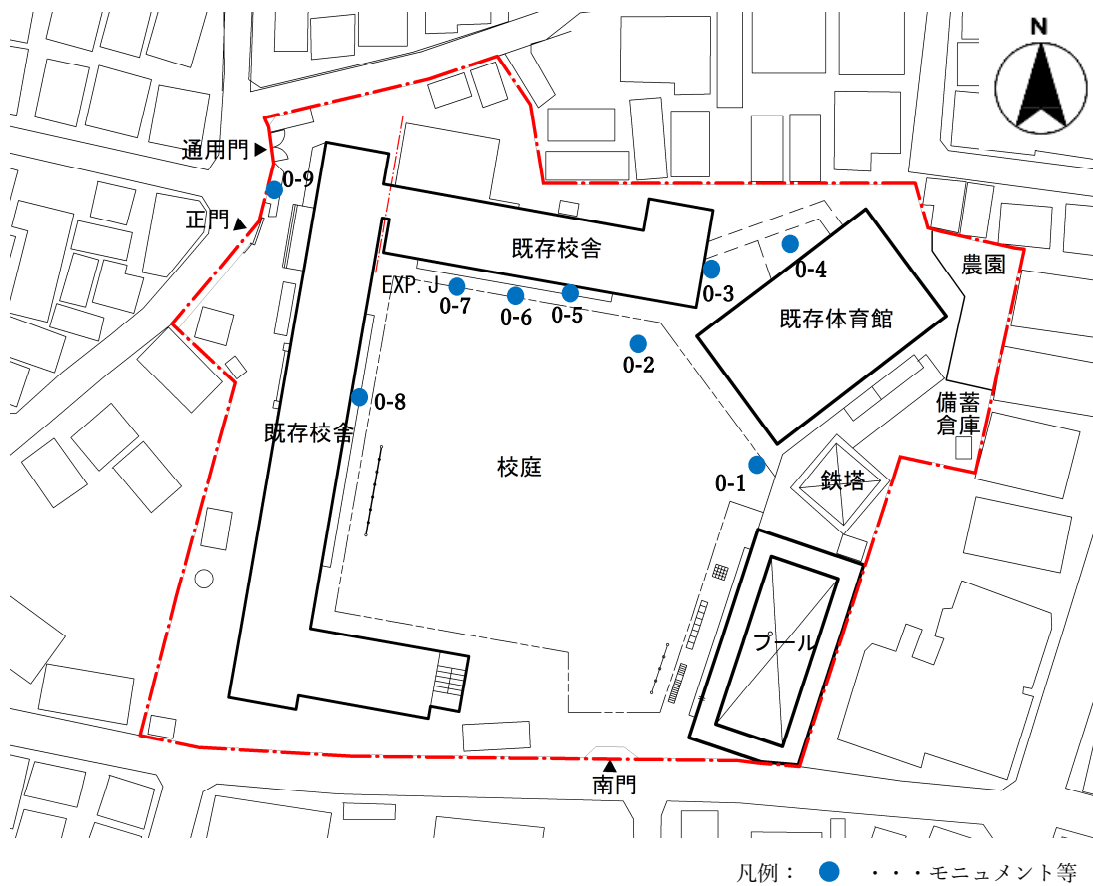 N
通用門
0-9
正門
既存校舎
EXP. J
0-7
0-6
0-5
0-3
0-4
農園
既存体育館
0-2
0-8
既存校舎
備蓄
倉庫
校庭
0-1
鉄塔
プール
南門
凡例： ・・・モニュメント等